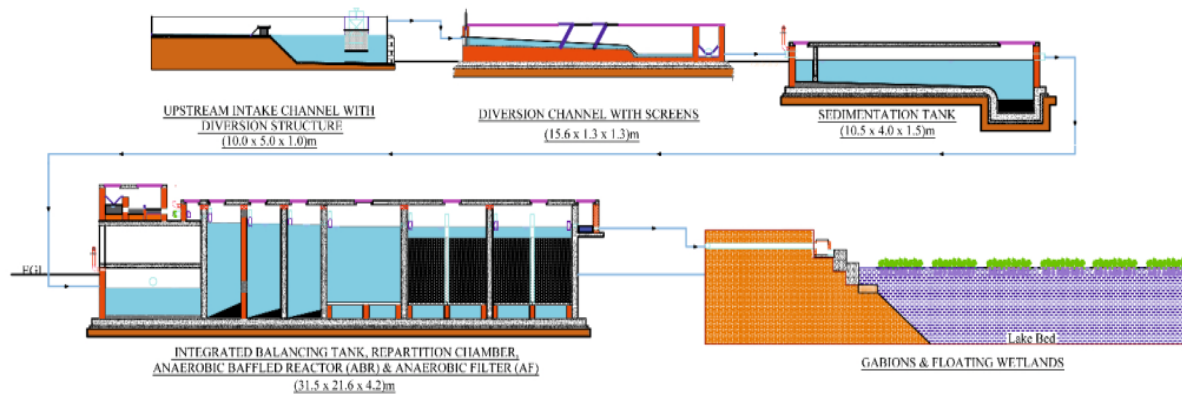 UPSTREAM INTAKE CHANNEL WITH
DIVERSION STRUCTURE
(10.0 x 5.0 x 1.0)m
DIVERSION CHANNEL WITH SCREENS
(15.6 x 1.3 x 1.3)m
SEDIMENTATION TANK
(10.5 x 4.0 x 1.5)m
EGL
INTEGRATED BALANCING TANK, REPARTITION CHAMBER,
ANAEROBIC BAFFLED REACTOR (ABR) & ANAEROBIC FILTER (AF)
(31.5 x 21.6 x 4.2)m
Lake Bed
GABIONS & FLOATING WETLANDS